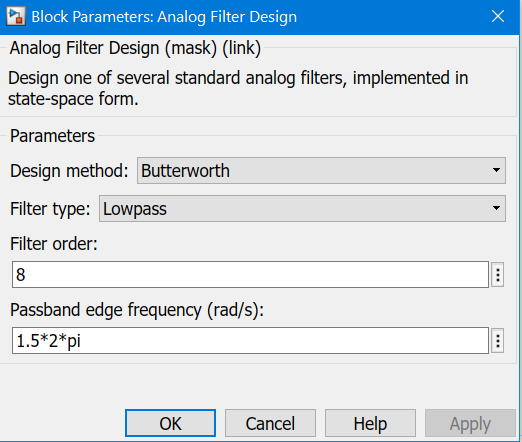 Block Parameters: Analog Filter Design
Analog Filter Design (mask) (link)
Design one of several standard analog filters, implemented in
state-space form.
Parameters
Design method: Butterworth
Filter type: Lowpass
Filter order:
8
Passband edge frequency (rad/s):
1.5*2*pi
OK Cancel Help Apply